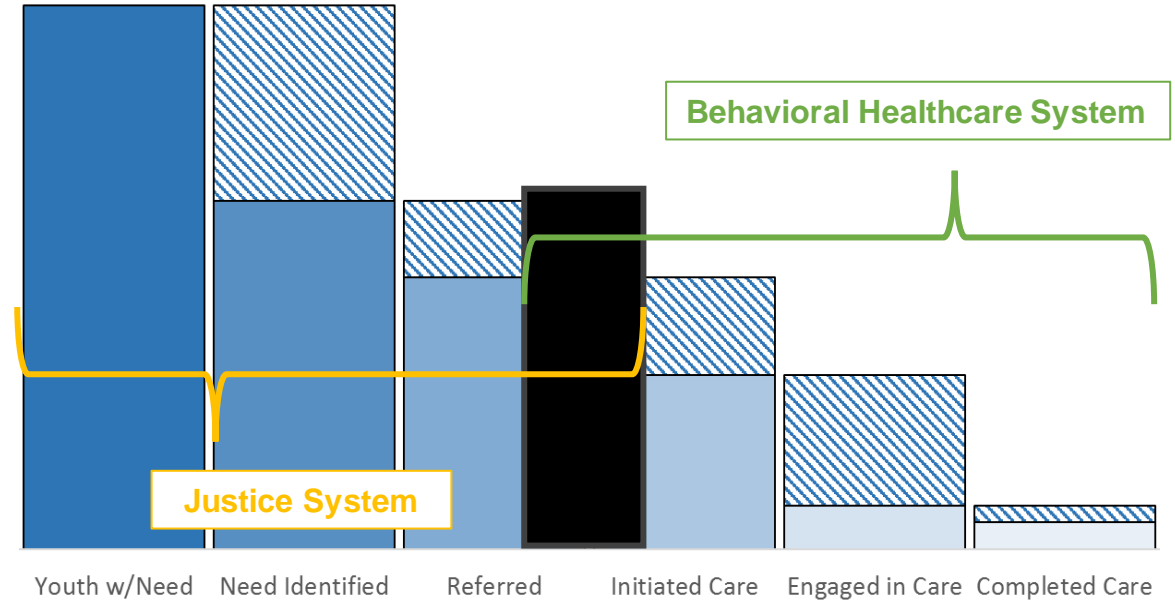 Behavioral Healthcare System
Justice System
Youth w/Need
Need Identified
Referred
Initiated Care
Engaged in Care
Completed Care